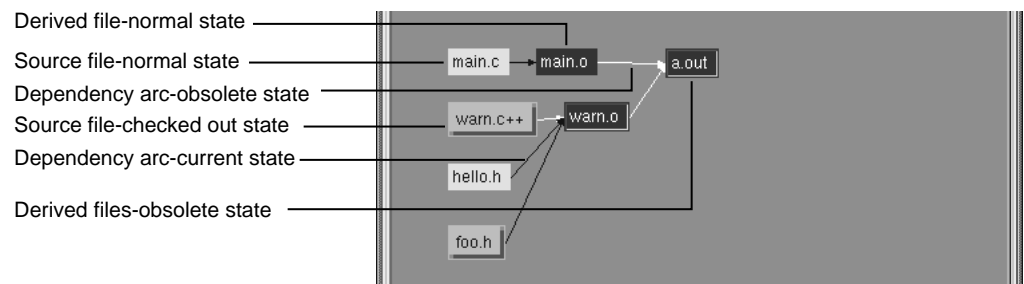 Derived file-normal state
Source file-normal state
Dependency arc-obsolete state
Source file-checked out state
Dependency arc-current state
Derived files-obsolete state
main.c
main.o
a.out
warn.c++
warn.o
hello.h
foo.h